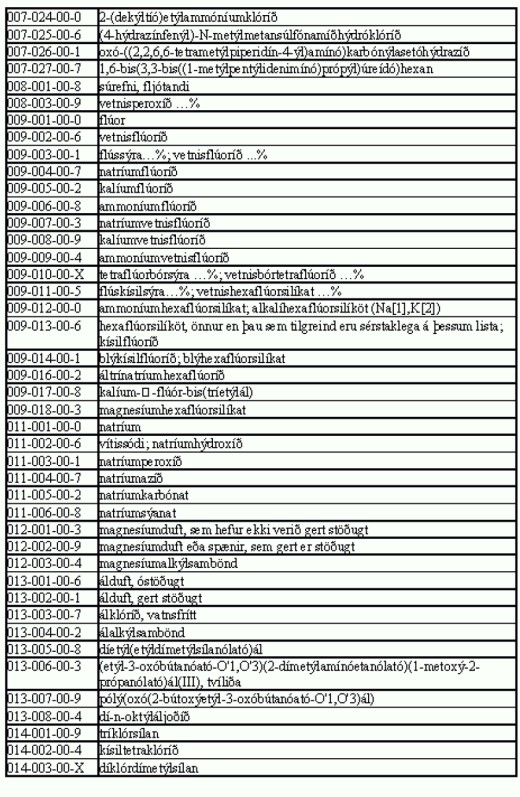 007-024-00-0 2-(dekýltíó)etýlammóníumklóríð
007-025-00-6 (4-hýdrazínfenýl)-N-metýlmetansúlfónamíðhýdróklóríð
007-026-00-1 oxó-((2,2,6,6-tetrametýlpiperidín-4-ýl)amínó)karbónýlasetóhýdrazíð
007-027-00-7 1,6-bis(3,3-bis((1-metýlpentýlidenimínó)própýl)úreídó)hexan
008-001-00-8 súrefni, fljótandi
008-003-00-9 vetnisperoxíð …%
009-001-00-0 flúor
009-002-00-6 vetnisflúoríð
009-003-00-1 flússýra…%; vetnisflúoríð …%
009-004-00-7 natríumflúoríð
009-005-00-2 kalíumflúoríð
009-006-00-8 ammoníumflúoríð
009-007-00-3 natríumvetnisflúoríð
009-008-00-9 kalíumvetnisflúoríð
009-009-00-4 ammoníumvetnisflúoríð
009-010-00-X tetraflúorbórsýra …%; vetnisbórtetraflúoríð …%
009-011-00-5 flúskísilsýra…%; vetnishexaflúorsilíkat …%
009-012-00-0 ammoníumhexaflúorsilíkat; alkalíhexaflúorsilíköt (Na[1],K[2])
009-013-00-6 hexaflúorsilíköt, önnur en þau sem tilgreind eru sérstaklega á þessum lista;
kísilflúoríð
009-014-00-1 blýkísilflúoríð; blýhexaflúorsilíkat
009-016-00-2 áltrínatríumhexaflúoríð
009-017-00-8 kalíum-□-flúór-bis(tríetýlál)
009-018-00-3 magnesíumhexaflúorsilíkat
011-001-00-0 natríum
011-002-00-6 vítissódi; natríumhýdroxíð
011-003-00-1 natríumperoxíð
011-004-00-7 natríumazíð
011-005-00-2 natríumkarbónat
011-006-00-8 natríumsýanat
012-001-00-3 magnesíumduft, sem hefur ekki verið gert stöðugt
012-002-00-9 magnesíumduft eða spænir, sem gert er stöðugt
012-003-00-4 magnesíumalkýlsambönd
013-001-00-6 álduft, óstöðugt
013-002-00-1 álduft, gert stöðugt
013-003-00-7 álklóríð, vatnsfrítt
013-004-00-2 álalkýlsambönd
013-005-00-8 díetýl(etýldímetýlsílanólató)ál
013-006-00-3 (etýl-3-oxóbútanóató-O'1,O'3)(2-dímetýlamínóetanólató)(1-metoxý-2-
própanólató)ál(III), tvíliða
013-007-00-9 pólý(oxó(2-bútoxýetýl-3-oxóbútanóató-O'1,O'3)ál)
013-008-00-4 dí-n-oktýláljoðíð
014-001-00-9 tríklórsílan
014-002-00-4 kísiltetraklóríð
014-003-00-X díklórdímetýlsílan